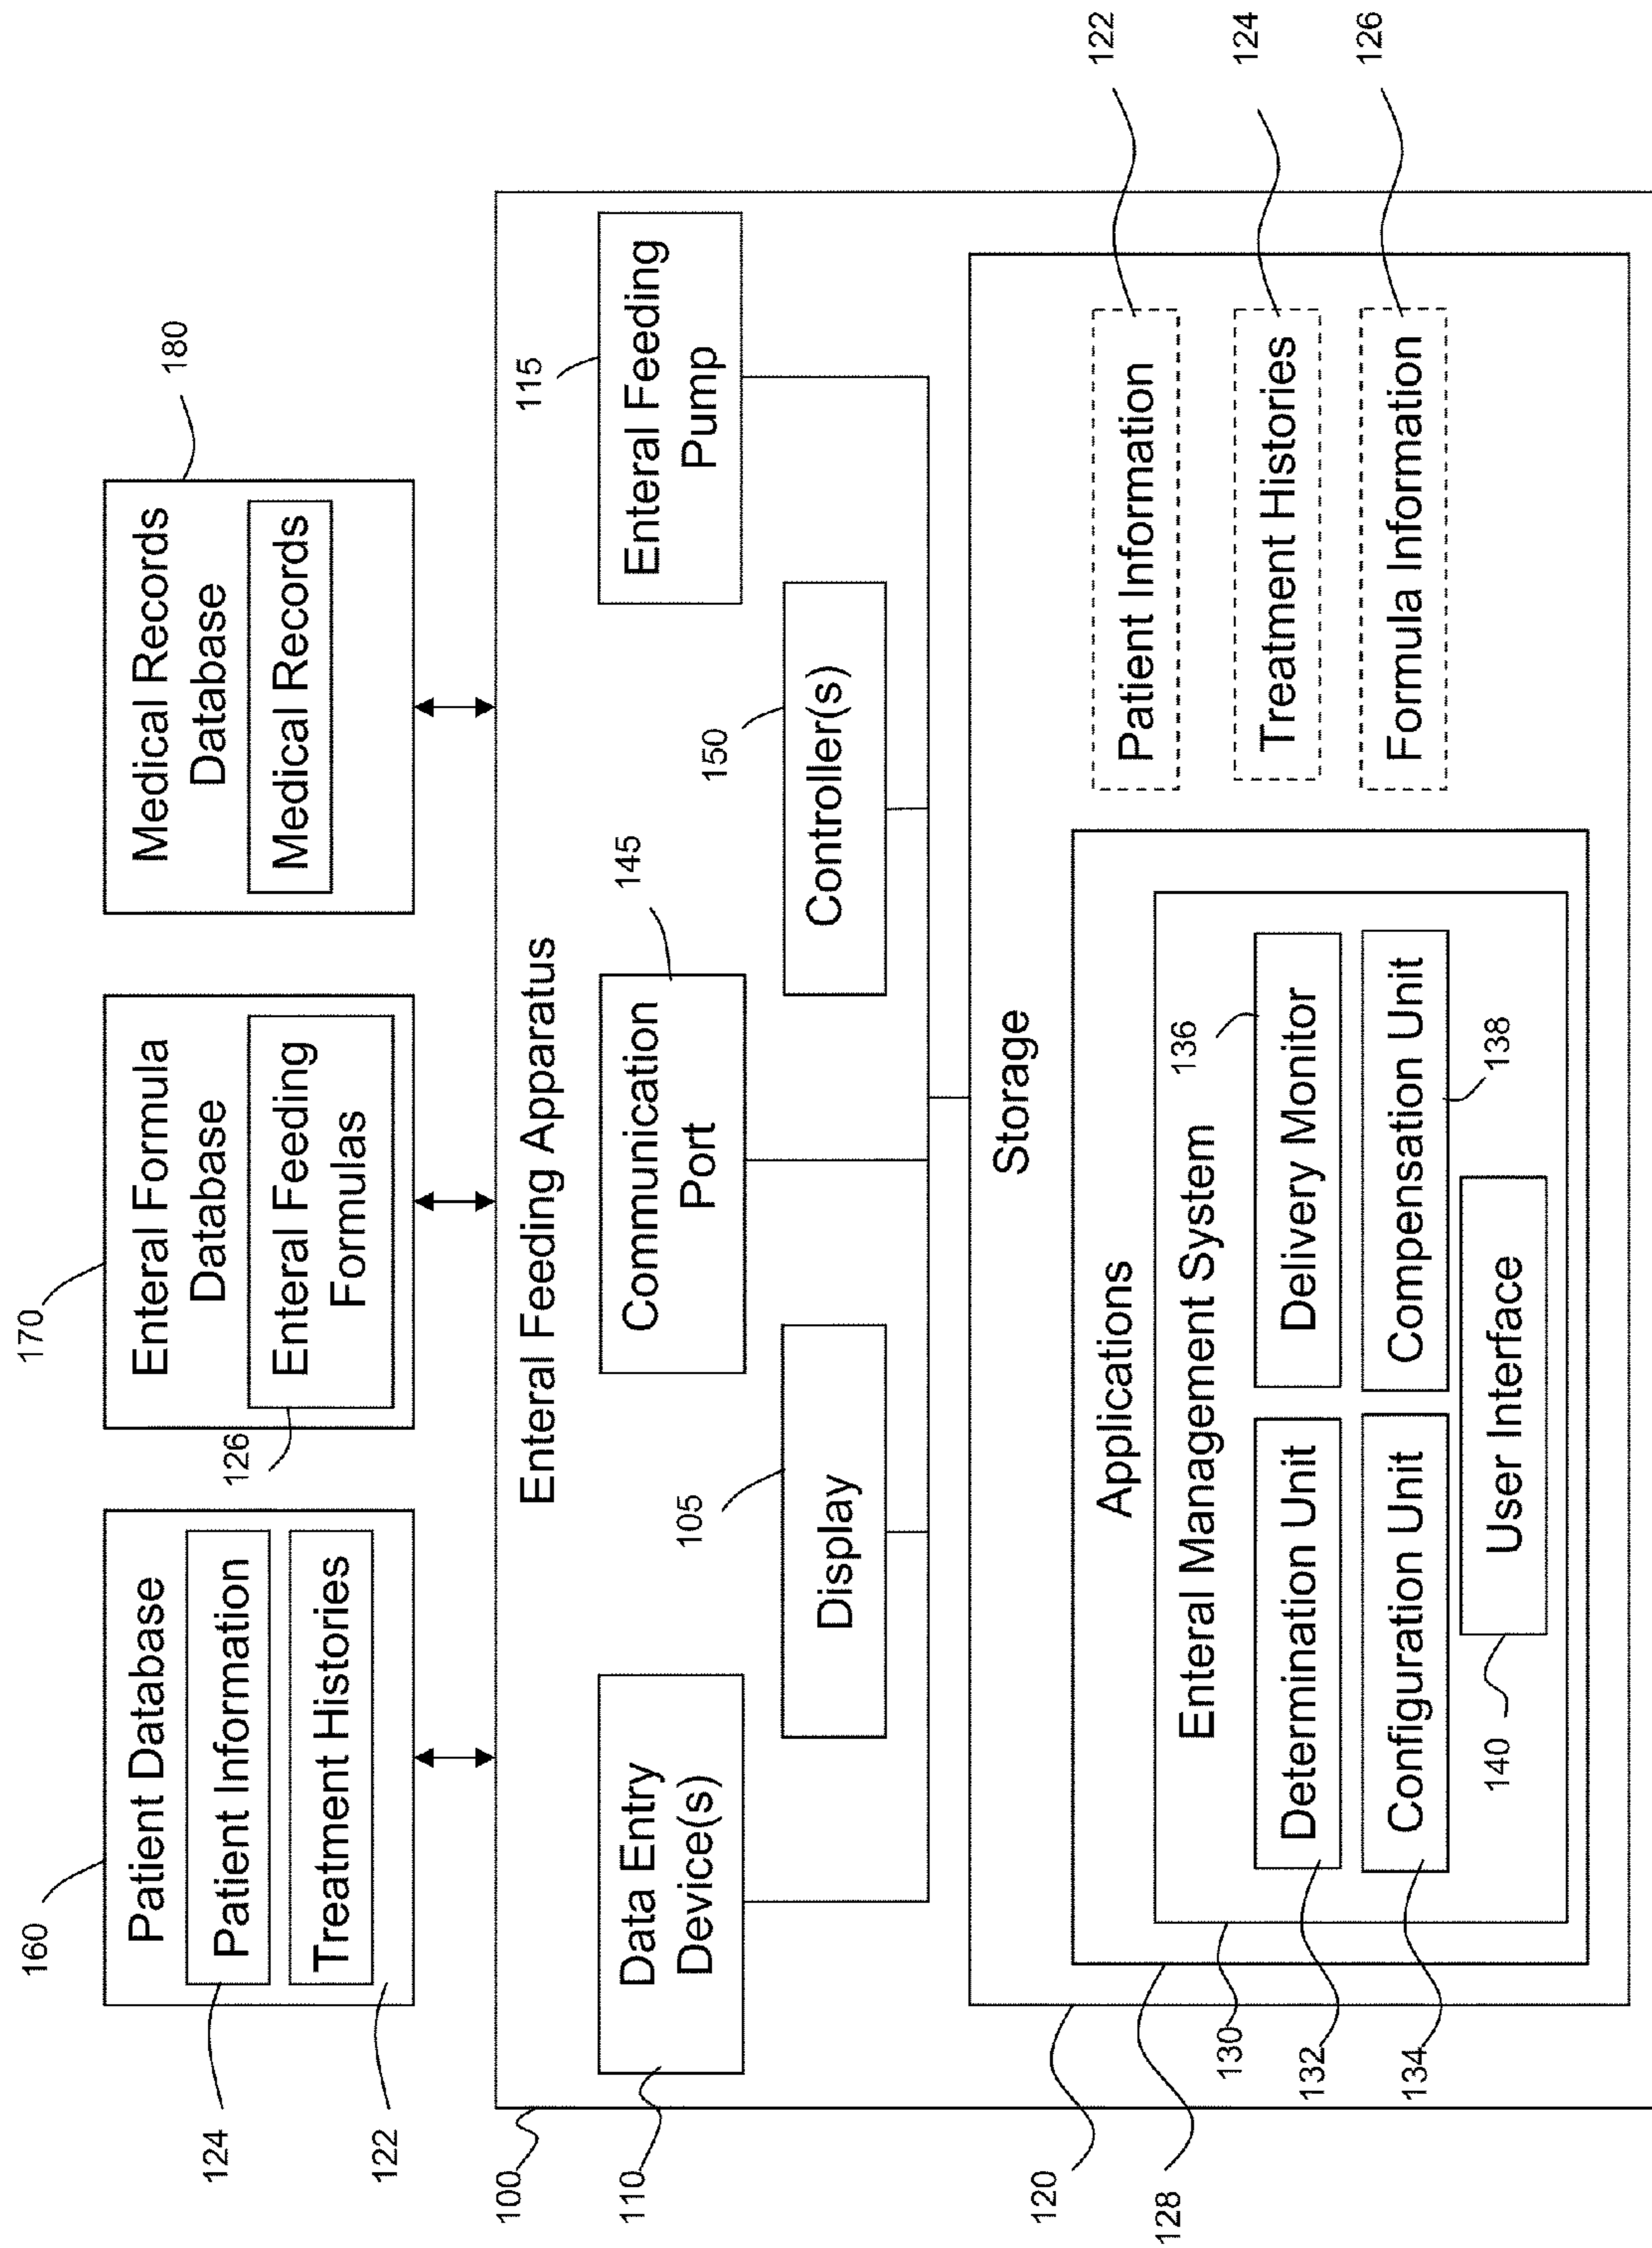 160
Patient Database
Patient Information
Treatment Histories
124
122
170
Enteral Formula
Database
Enteral Feeding
Formulas
126
Medical Records
Database
Medical Records
180
100
Enteral Feeding Apparatus
Data Entry
Device(s)
110
Display
105
Communication
Port
145
Controller(s)
150
Enteral Feeding
Pump
115
Storage
120
Applications
128
Enteral Management System
130
Determination Unit
132
Delivery Monitor
136
Configuration Unit
134
Compensation Unit
138
User Interface
140
Patient Information
122
Treatment Histories
124
Formula Information
126